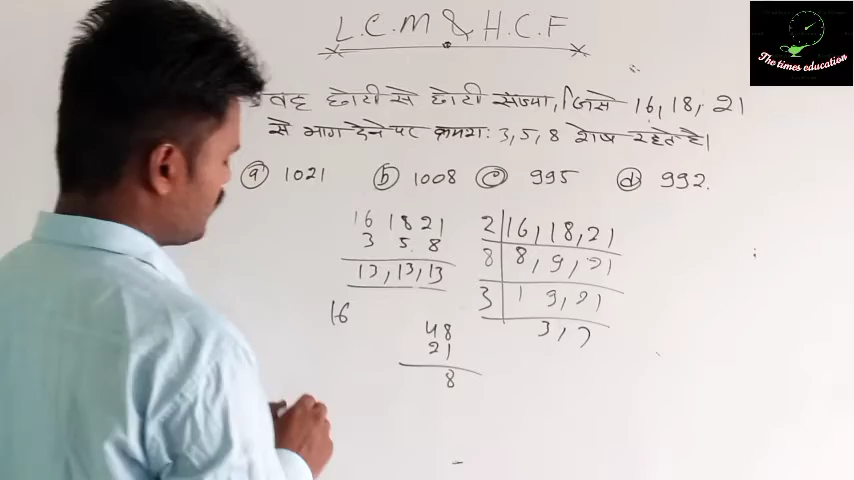 L.C.M & H.C.F
The times education
वह छोटी से छोटी संख्या, जिसे 16, 18, 21
से भाग देने पर क्रमशः 3, 5, 8 शेष रहते है।
(a) 1021 (b) 1008 (c) 995 (d) 992.
16 18 21
3 5. 8
13, 13, 13
16
48
21
8
2 | 16, 18, 21
8 | 8, 9, 21
3 | 1 9, 21
3, 7